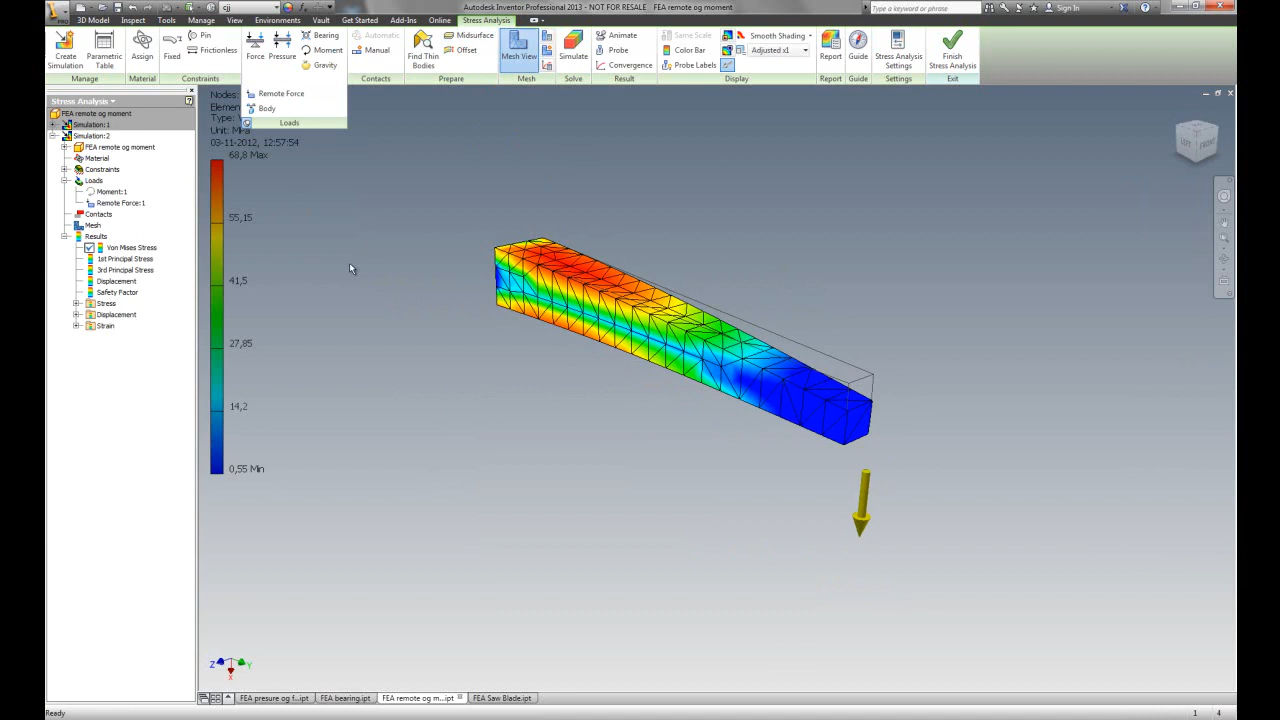 PRO
cjj
Autodesk Inventor Professional 2013 - NOT FOR RESALE FEA remote og moment
Type a keyword or phrase
Sign In
3D Model Inspect Tools Manage View Environments Vault Get Started Add-Ins Online Stress Analysis
Create Simulation
Parametric Table
Manage
Assign
Material
Fixed
Pin
Frictionless
Constraints
Force
Pressure
Bearing
Moment
Gravity
Remote Force
Body
Loads
Automatic
Manual
Contacts
Find Thin Bodies
Midsurface
Offset
Prepare
Mesh View
Mesh
Simulate
Solve
Animate
Probe
Convergence
Result
Same Scale
Color Bar
Probe Labels
Smooth Shading
Adjusted x1
Display
Report
Report
Guide
Guide
Stress Analysis Settings
Settings
Finish Stress Analysis
Exit
Stress Analysis
FEA remote og moment
Simulation:1
Simulation:2
FEA remote og moment
Material
Constraints
Loads
Moment:1
Remote Force:1
Contacts
Mesh
Results
Von Mises Stress
1st Principal Stress
3rd Principal Stress
Displacement
Safety Factor
Stress
Displacement
Strain
Nodes:
Elemen
Type: V
Unit: MPa
03-11-2012, 12:57:54
68,8 Max
55,15
41,5
27,85
14,2
0,55 Min
LEFT
FRONT
Z Y
X
FEA presure og f...ipt FEA bearing.ipt FEA remote og m...ipt FEA Saw Blade.ipt
Ready 1 4